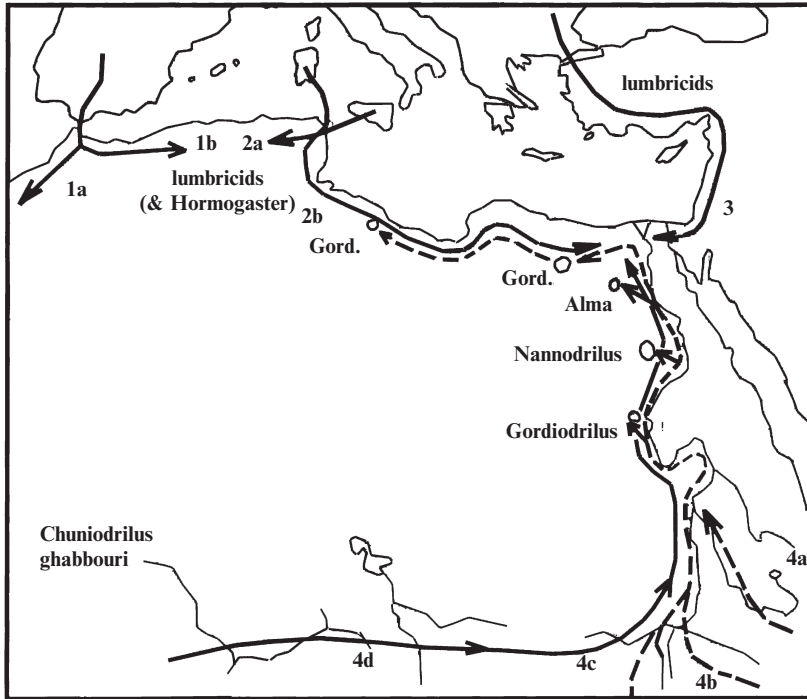 lumbricids
1b
2a
1a
lumbricids
(& Hormogaster)
2b
3
Gord.
Gord.
Alma
Nannodrilus
Gordiodrilus
Chuniodrilus
ghabbouri
4a
4d
4c
4b